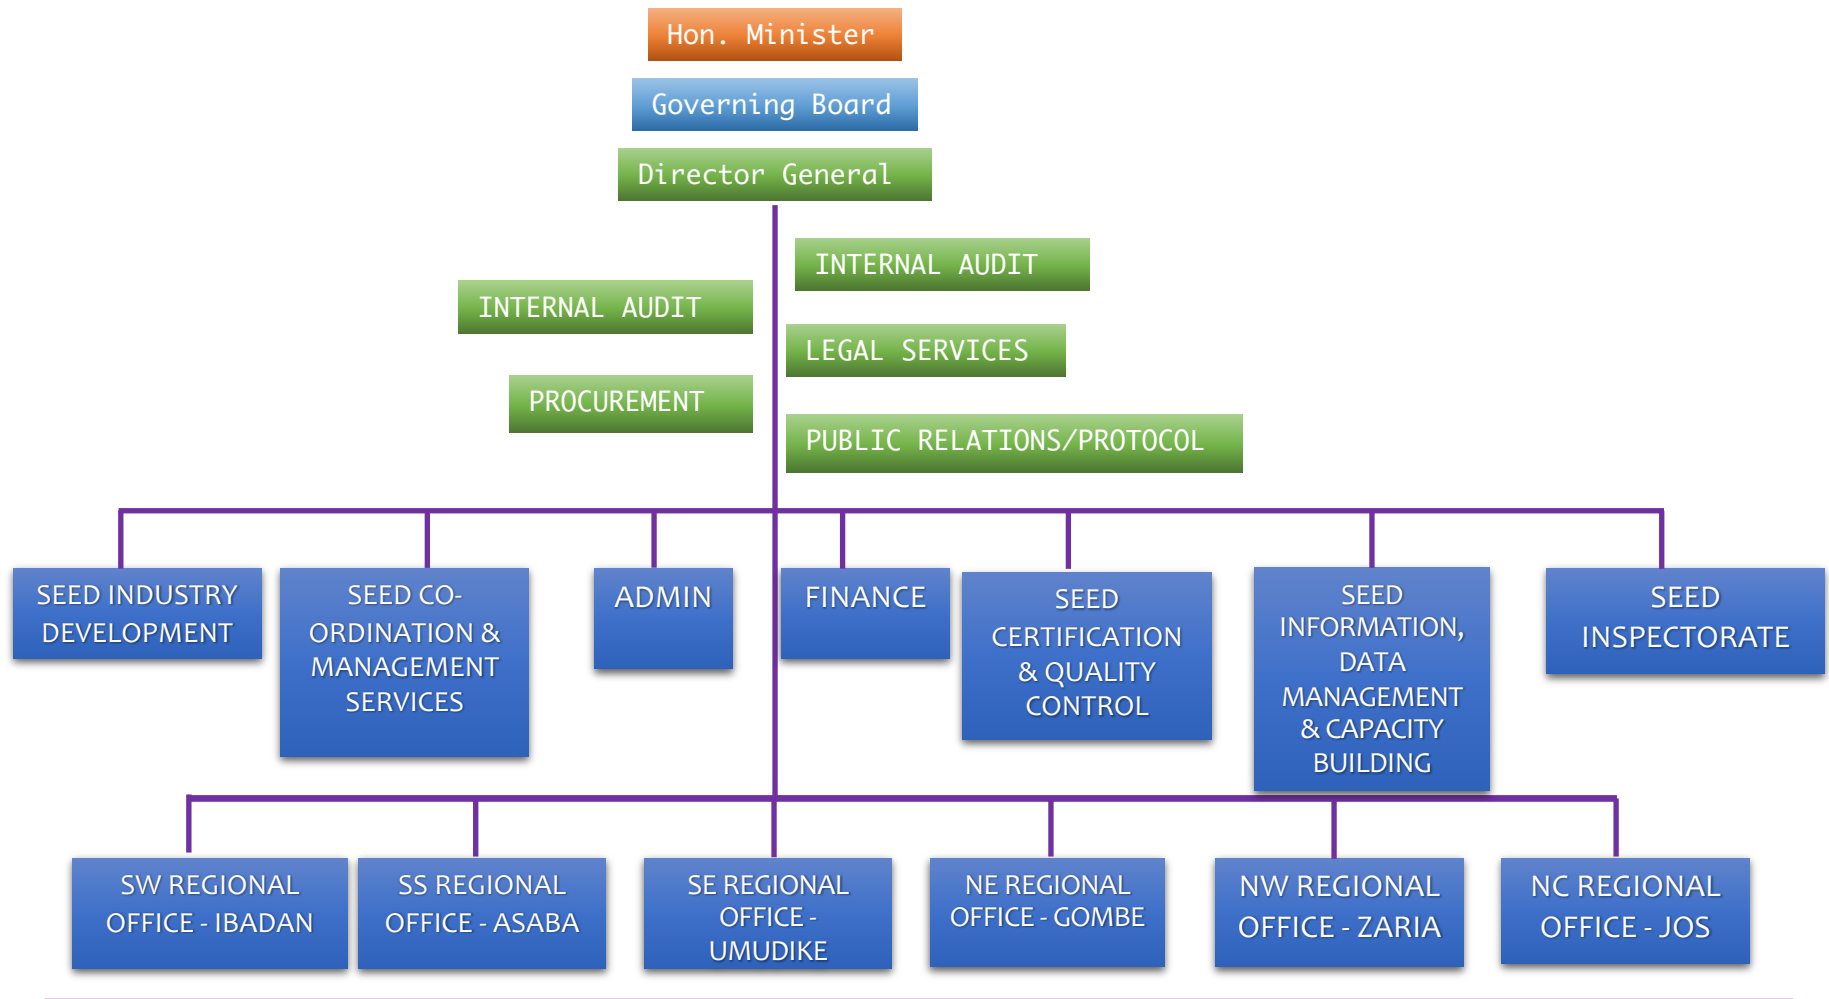 Hon. Minister
Governing Board
Director General
INTERNAL AUDIT
INTERNAL AUDIT
LEGAL SERVICES
PROCUREMENT
PUBLIC RELATIONS/PROTOCOL
SEED INDUSTRY
DEVELOPMENT
SEED CO-
ORDINATION &
MANAGEMENT
SERVICES
ADMIN
FINANCE
SEED
CERTIFICATION
& QUALITY
CONTROL
SEED
INFORMATION,
DATA
MANAGEMENT
& CAPACITY
BUILDING
SEED
INSPECTORATE
SW REGIONAL
OFFICE - IBADAN
SS REGIONAL
OFFICE - ASABA
SE REGIONAL
OFFICE -
UMUDIKE
NE REGIONAL
OFFICE - GOMBE
NW REGIONAL
OFFICE - ZARIA
NC REGIONAL
OFFICE - JOS